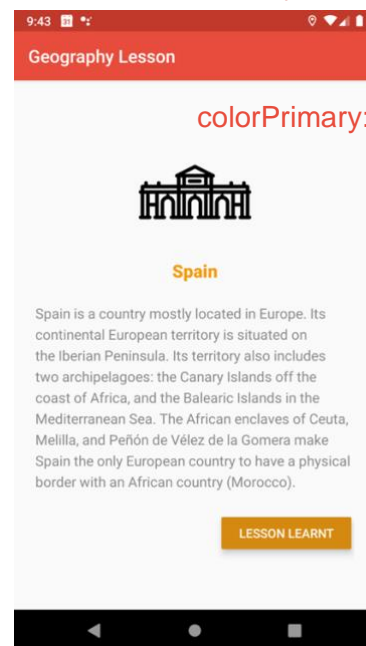 9:43 31
Geography Lesson
colorPrimary:
Spain
Spain is a country mostly located in Europe. Its
continental European territory is situated on
the Iberian Peninsula. Its territory also includes
two archipelagoes: the Canary Islands off the
coast of Africa, and the Balearic Islands in the
Mediterranean Sea. The African enclaves of Ceuta,
Melilla, and Peñón de Vélez de la Gomera make
Spain the only European country to have a physical
border with an African country (Morocco).
LESSON LEARNT